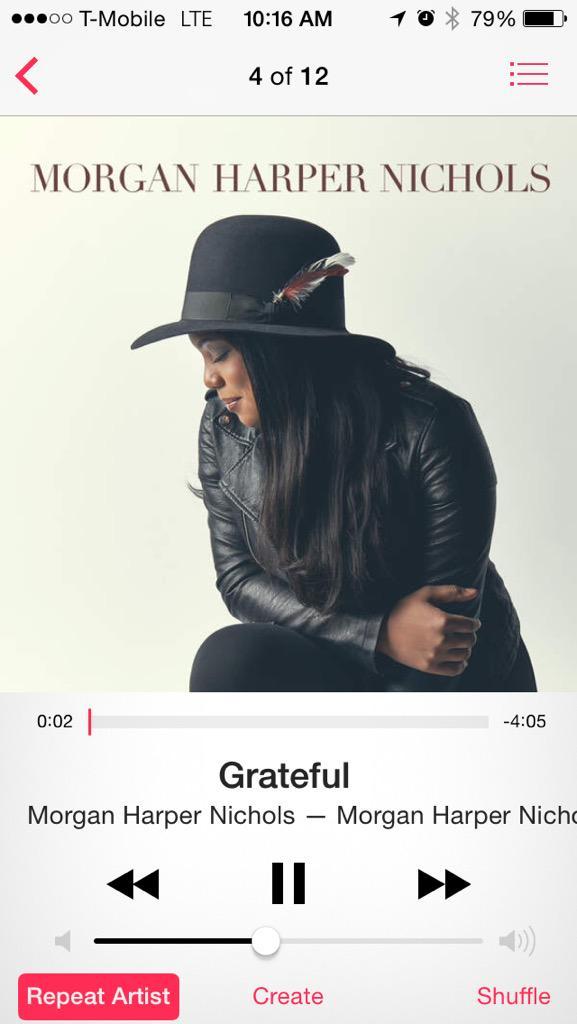 T-Mobile LTE 10:16 AM 79%
4 of 12
MORGAN HARPER NICHOLS
0:02 -4:05
Grateful
Morgan Harper Nichols — Morgan Harper Nicho
Repeat Artist Create Shuffle